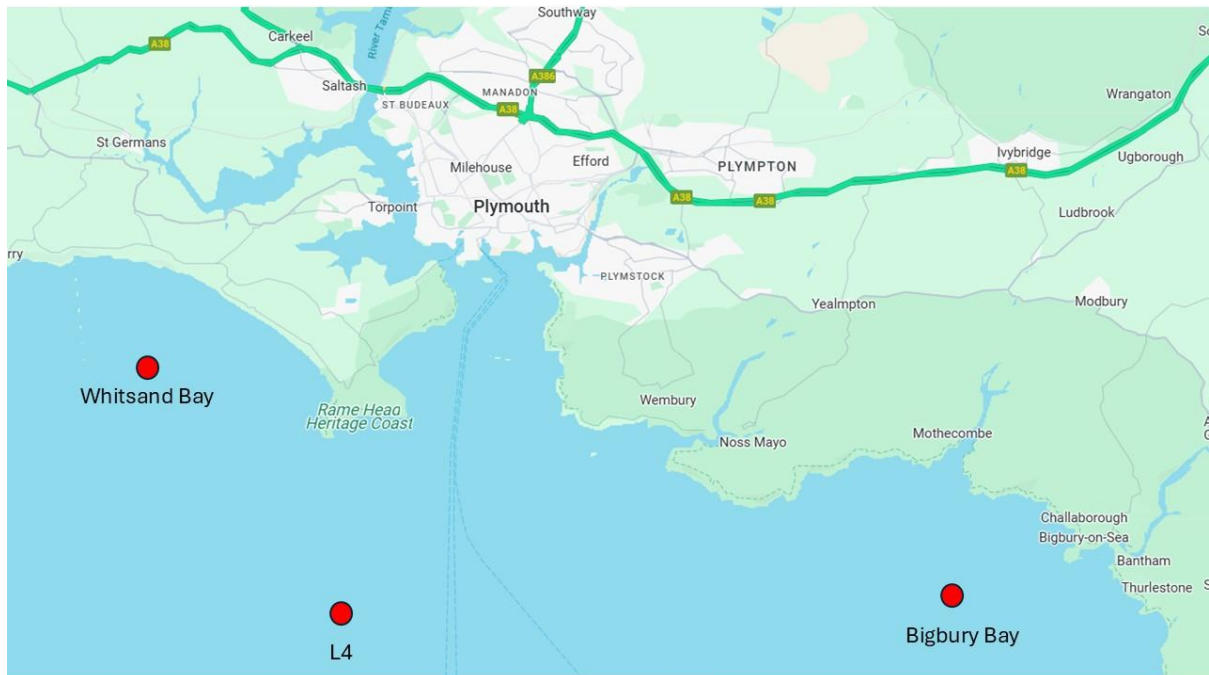 Southway
Carkeel
River Tam
A38
A386
Saltash
MANADON
ST BUDEAUX
A38
Wrangaton
St Germans
Milehouse
Efford
PLYMPTON
Ivybridge
Ugborough
A38
A38
A38
Torpoint
Plymouth
Ludbrook
rry
PLYMSTOCK
Yealmpton
Modbury
Whitsand Bay
Rame Head
Heritage Coast
Wembury
Noss Mayo
Mothecombe
Challaborough
Bigbury-on-Sea
Bantham
Thurlestone
L4
Bigbury Bay